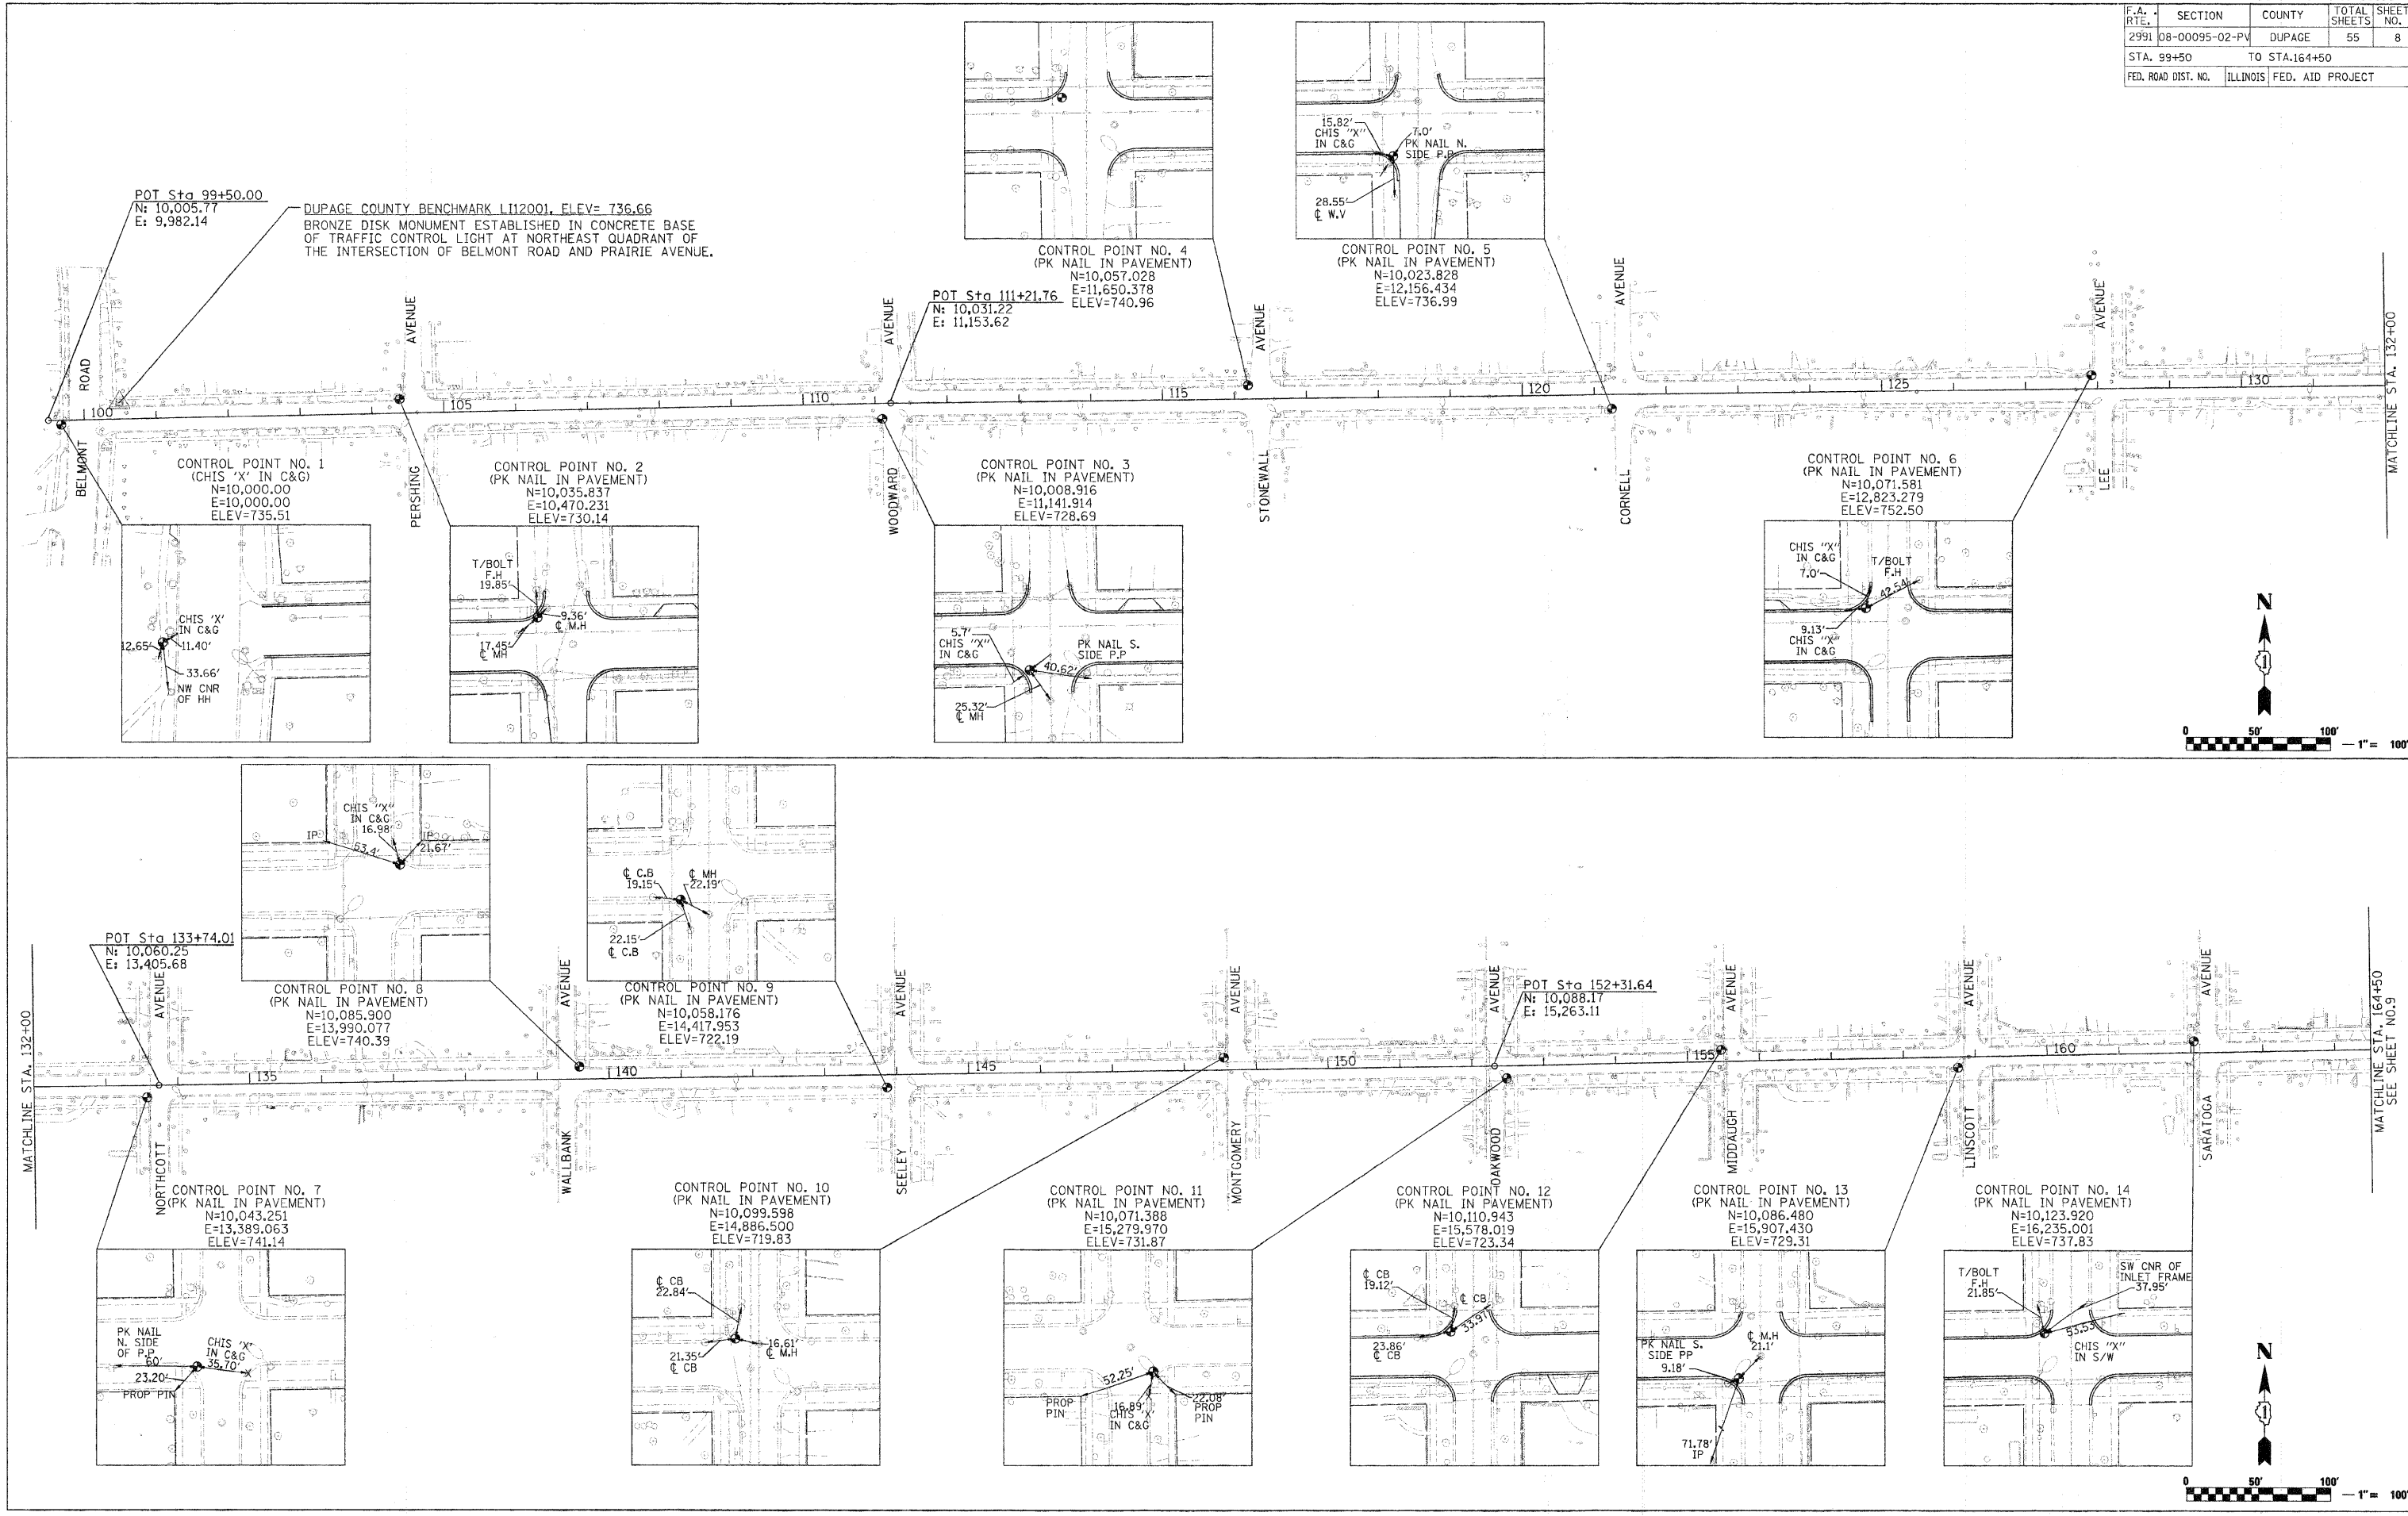 F.A. RTE. SECTION COUNTY TOTAL SHEETS SHEET NO.
2991 08-00095-02-PV DUPAGE 55 8
STA. 99+50 TO STA.164+50
FED. ROAD DIST. NO. ILLINOIS FED. AID PROJECT
POT Sta 99+50.00
N: 10,005.77
E: 9,982.14
DUPAGE COUNTY BENCHMARK LI12001, ELEV= 736.66
BRONZE DISK MONUMENT ESTABLISHED IN CONCRETE BASE
OF TRAFFIC CONTROL LIGHT AT NORTHEAST QUADRANT OF
THE INTERSECTION OF BELMONT ROAD AND PRAIRIE AVENUE.
CONTROL POINT NO. 4
(PK NAIL IN PAVEMENT)
N=10,057.028
E=11,650.378
ELEV=740.96
POT Sta 111+21.76
N: 10,031.22
E: 11,153.62
15.82'
CHIS "X"
IN C&G
7.0'
PK NAIL N.
SIDE P.P
28.55'
℄ W.V
CONTROL POINT NO. 5
(PK NAIL IN PAVEMENT)
N=10,023.828
E=12,156.434
ELEV=736.99
BELMONT ROAD
PERSHING AVENUE
WOODWARD AVENUE
STONEWALL AVENUE
CORNELL AVENUE
LEE AVENUE
100
105
110
115
120
125
130
MATCHLINE STA. 132+00
CONTROL POINT NO. 1
(CHIS 'X' IN C&G)
N=10,000.00
E=10,000.00
ELEV=735.51
CHIS 'X'
IN C&G
12.65'
11.40'
33.66'
NW CNR
OF HH
CONTROL POINT NO. 2
(PK NAIL IN PAVEMENT)
N=10,035.837
E=10,470.231
ELEV=730.14
T/BOLT
F.H
19.85'
9.36'
℄ M.H
17.45'
℄ MH
CONTROL POINT NO. 3
(PK NAIL IN PAVEMENT)
N=10,008.916
E=11,141.914
ELEV=728.69
5.7'
CHIS "X"
IN C&G
PK NAIL S.
SIDE P.P
40.62'
25.32'
℄ MH
CONTROL POINT NO. 6
(PK NAIL IN PAVEMENT)
N=10,071.581
E=12,823.279
ELEV=752.50
CHIS "X"
IN C&G
7.0'
T/BOLT
F.H
42.54'
9.13'
CHIS "X"
IN C&G
N
1
0 50' 100'
1"= 100'
CHIS "X"
IN C&G
16.98'
IP
53.4'
IP
21.67'
CONTROL POINT NO. 8
(PK NAIL IN PAVEMENT)
N=10,085.900
E=13,990.077
ELEV=740.39
℄ C.B
19.15'
℄ MH
22.19'
22.15'
℄ C.B
CONTROL POINT NO. 9
(PK NAIL IN PAVEMENT)
N=10,058.176
E=14,417.953
ELEV=722.19
POT Sta 133+74.01
N: 10,060.25
E: 13,405.68
POT Sta 152+31.64
N: 10,088.17
E: 15,263.11
MATCHLINE STA. 132+00
NORTHCOTT AVENUE
WALLBANK AVENUE
SEELEY AVENUE
MONTGOMERY AVENUE
OAKWOOD AVENUE
MIDDAUGH AVENUE
LINSCOTT AVENUE
SARATOGA AVENUE
135
140
145
150
155
160
MATCHLINE STA. 164+50
SEE SHEET NO.9
CONTROL POINT NO. 7
(PK NAIL IN PAVEMENT)
N=10,043.251
E=13,389.063
ELEV=741.14
PK NAIL
N. SIDE
OF P.P.
60'
CHIS 'X'
IN C&G
35.70'
23.20'
PROP PIN
CONTROL POINT NO. 10
(PK NAIL IN PAVEMENT)
N=10,099.598
E=14,886.500
ELEV=719.83
℄ CB
22.84'
16.61'
℄ M.H
21.35'
℄ CB
CONTROL POINT NO. 11
(PK NAIL IN PAVEMENT)
N=10,071.388
E=15,279.970
ELEV=731.87
52.25'
PROP
PIN
16.89'
CHIS 'X'
IN C&G
22.08'
PROP
PIN
CONTROL POINT NO. 12
(PK NAIL IN PAVEMENT)
N=10,110.943
E=15,578.019
ELEV=723.34
℄ CB
19.12'
℄ CB
33.97'
23.86'
℄ CB
CONTROL POINT NO. 13
(PK NAIL IN PAVEMENT)
N=10,086.480
E=15,907.430
ELEV=729.31
PK NAIL S.
SIDE PP
9.18'
℄ M.H
21.1'
71.78'
IP
CONTROL POINT NO. 14
(PK NAIL IN PAVEMENT)
N=10,123.920
E=16,235.001
ELEV=737.83
T/BOLT
F.H
21.85'
SW CNR OF
INLET FRAME
37.95'
53.53'
CHIS "X"
IN S/W
N
1
0 50' 100'
1"= 100'